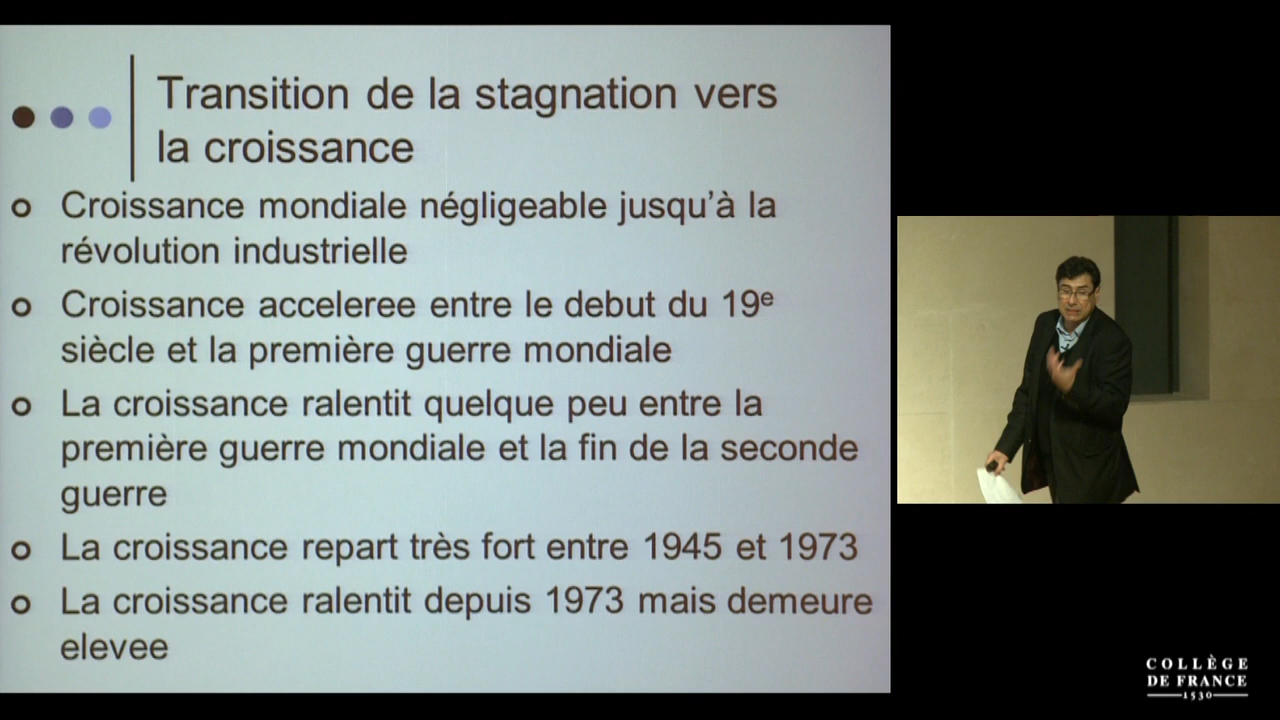 Transition de la stagnation vers
la croissance
Croissance mondiale négligeable jusqu'à la
révolution industrielle
Croissance acceleree entre le debut du 19e
siècle et la première guerre mondiale
La croissance ralentit quelque peu entre la
première guerre mondiale et la fin de la seconde
guerre
La croissance repart très fort entre 1945 et 1973
La croissance ralentit depuis 1973 mais demeure
elevee
COLLÈGE
DE FRANCE
1530